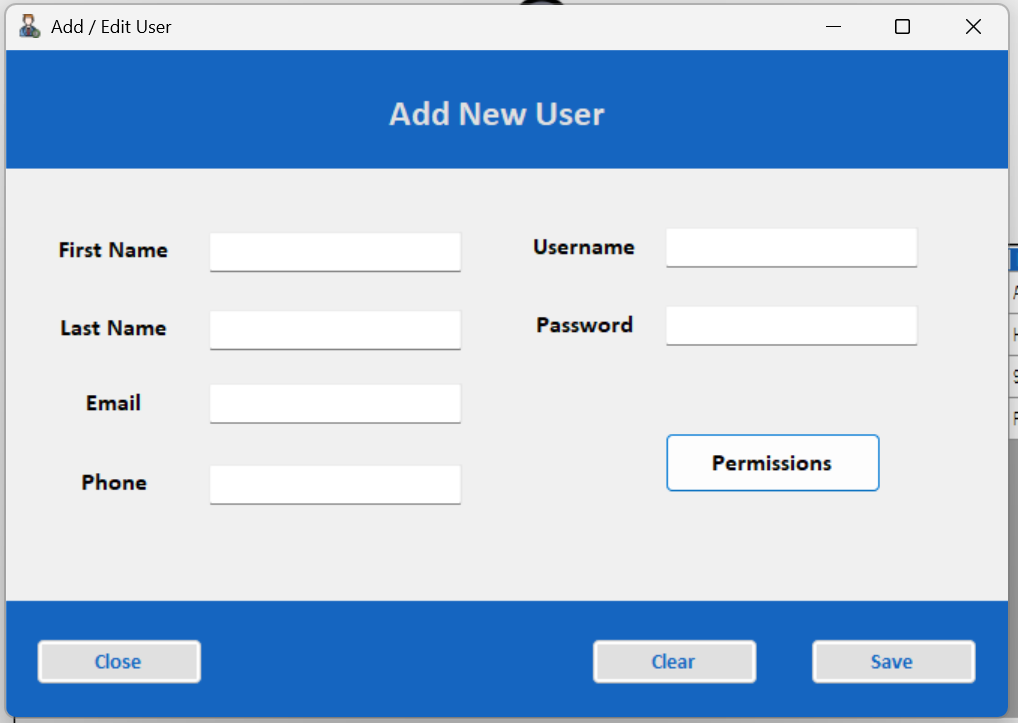 Add / Edit User
Add New User
First Name
Username
Last Name
Password
Email
Permissions
Phone
Close
Clear
Save